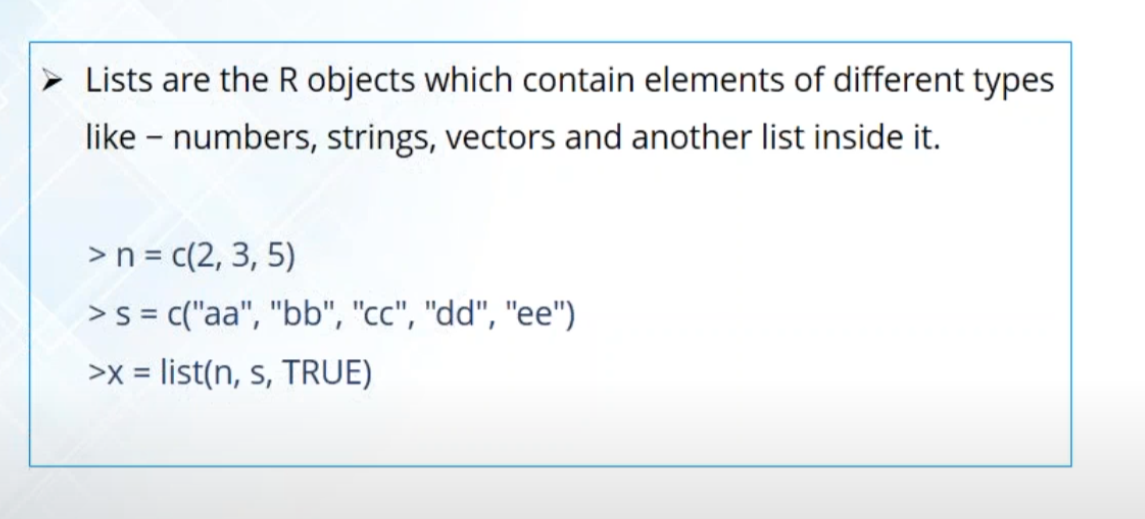 ➢ Lists are the R objects which contain elements of different types
like – numbers, strings, vectors and another list inside it.
> n = c(2, 3, 5)
> s = c("aa", "bb", "cc", "dd", "ee")
>x = list(n, s, TRUE)